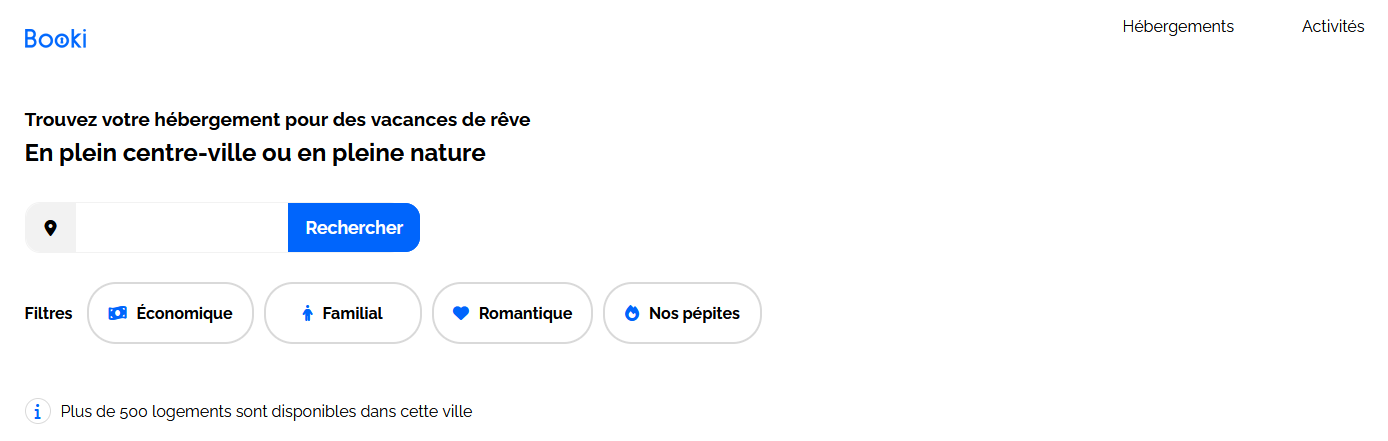 Booki
Hébergements
Activités
Trouvez votre hébergement pour des vacances de rêve
En plein centre-ville ou en pleine nature
Rechercher
Filtres
Économique
Familial
Romantique
Nos pépites
Plus de 500 logements sont disponibles dans cette ville